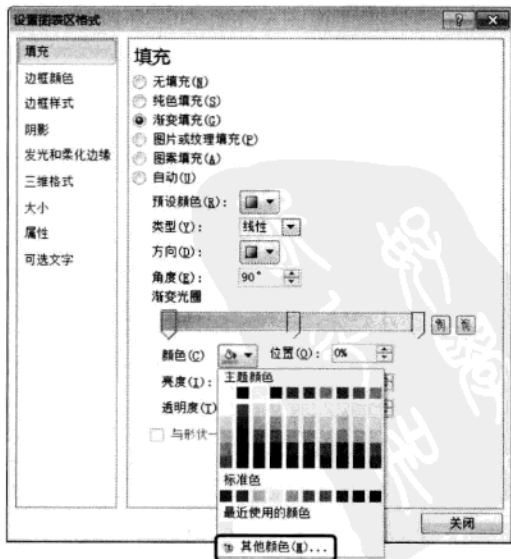 设置图表区格式
填充
边框颜色
边框样式
阴影
发光和柔化边缘
三维格式
大小
属性
可选文字
填充
无填充(N)
纯色填充(S)
渐变填充(G)
图片或纹理填充(P)
图案填充(A)
自动(U)
预设颜色(R):
类型(Y): 线性
方向(D):
角度(E): 90°
渐变光圈
颜色(C) 位置(O): 0%
主题颜色
亮度(I):
透明度(T)
与形状一
标准色
最近使用的颜色
其他颜色(M)...
关闭